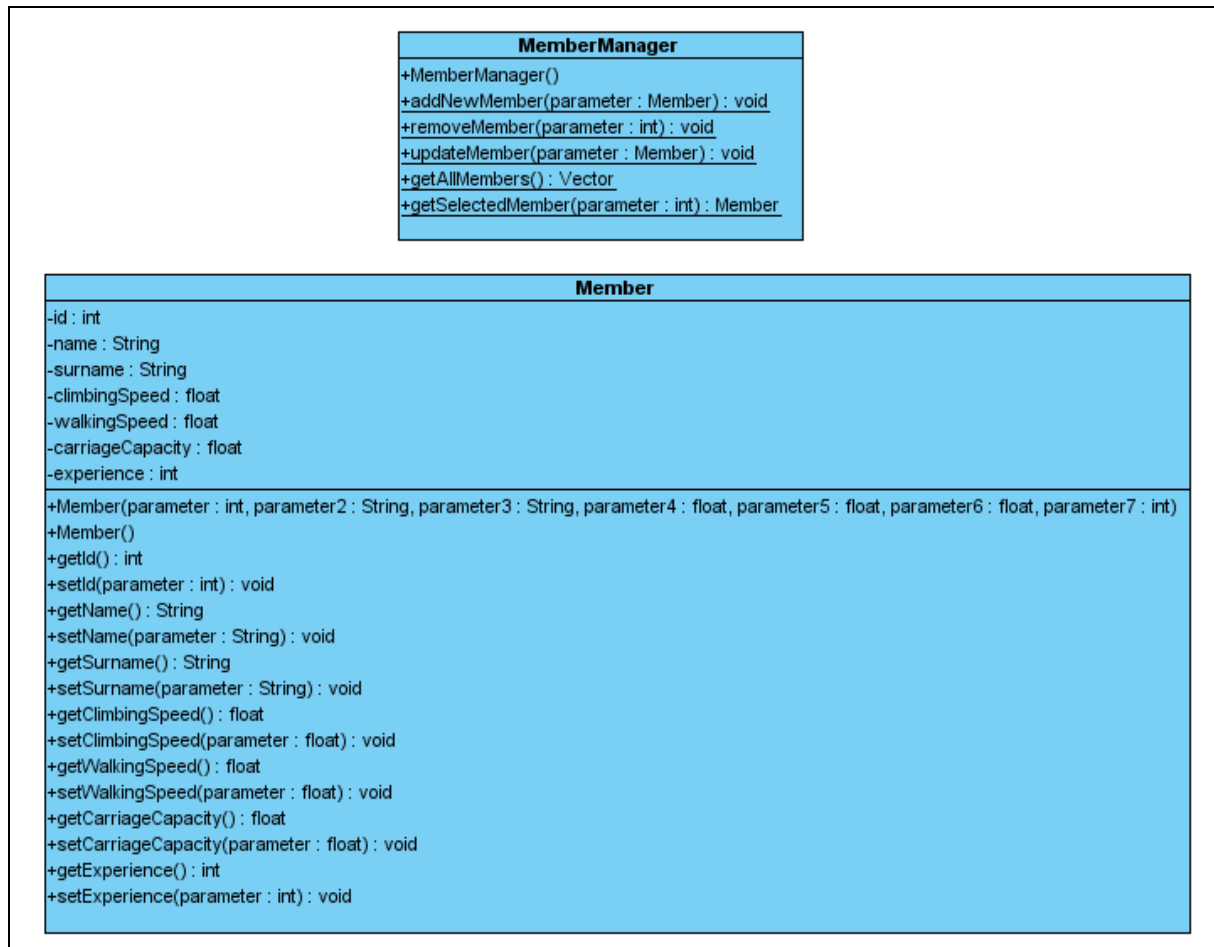 MemberManager
+MemberManager()
+addNewMember(parameter : Member) : void
+removeMember(parameter : int) : void
+updateMember(parameter : Member) : void
+getAllMembers() : Vector
+getSelectedMember(parameter : int) : Member
Member
-id : int
-name : String
-surname : String
-climbingSpeed : float
-walkingSpeed : float
-carriageCapacity : float
-experience : int
+Member(parameter : int, parameter2 : String, parameter3 : String, parameter4 : float, parameter5 : float, parameter6 : float, parameter7 : int)
+Member()
+getId() : int
+setId(parameter : int) : void
+getName() : String
+setName(parameter : String) : void
+getSurname() : String
+setSurname(parameter : String) : void
+getClimbingSpeed() : float
+setClimbingSpeed(parameter : float) : void
+getWalkingSpeed() : float
+setWalkingSpeed(parameter : float) : void
+getCarriageCapacity() : float
+setCarriageCapacity(parameter : float) : void
+getExperience() : int
+setExperience(parameter : int) : void